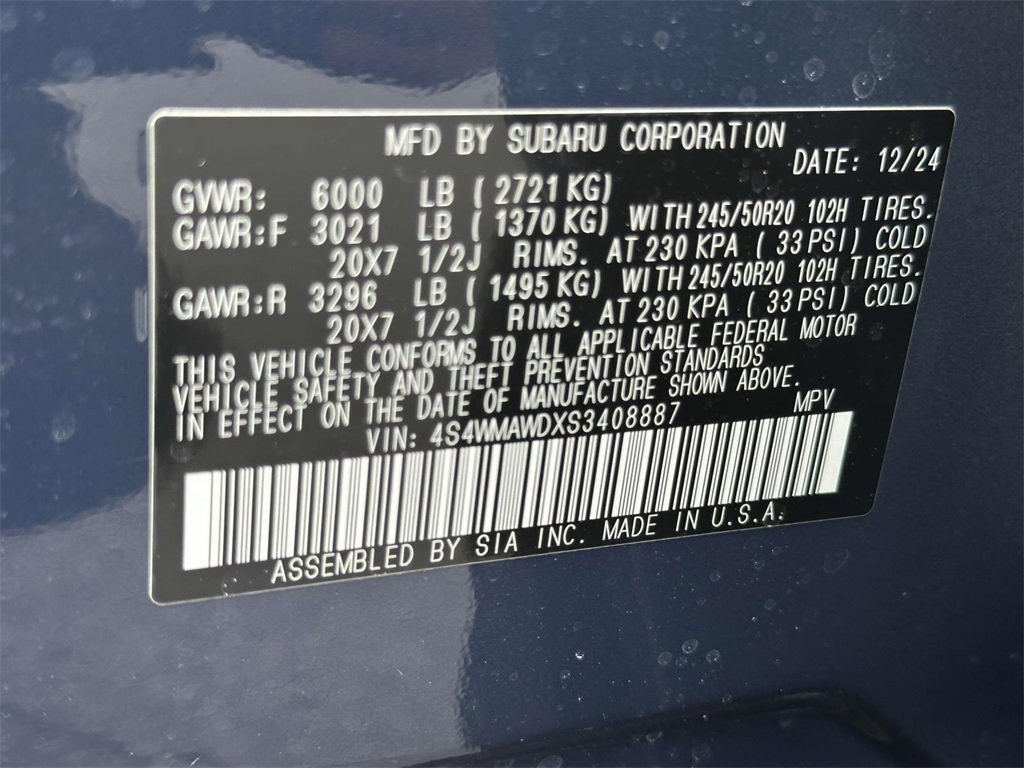 MFD BY SUBARU CORPORATION
DATE: 12/24
GVWR: 6000 LB ( 2721 KG)
GAWR:F 3021 LB ( 1370 KG) WITH 245/50R20 102H TIRES.
20X7 1/2J RIMS. AT 230 KPA ( 33 PSI) COLD
GAWR:R 3296 LB ( 1495 KG) WITH 245/50R20 102H TIRES.
20X7 1/2J RIMS. AT 230 KPA ( 33 PSI) COLD
THIS VEHICLE CONFORMS TO ALL APPLICABLE FEDERAL MOTOR
VEHICLE SAFETY AND THEFT PREVENTION STANDARDS
IN EFFECT ON THE DATE OF MANUFACTURE SHOWN ABOVE.
VIN: 4S4WMAWDXS3408887 MPV
ASSEMBLED BY SIA INC. MADE IN U.S.A.